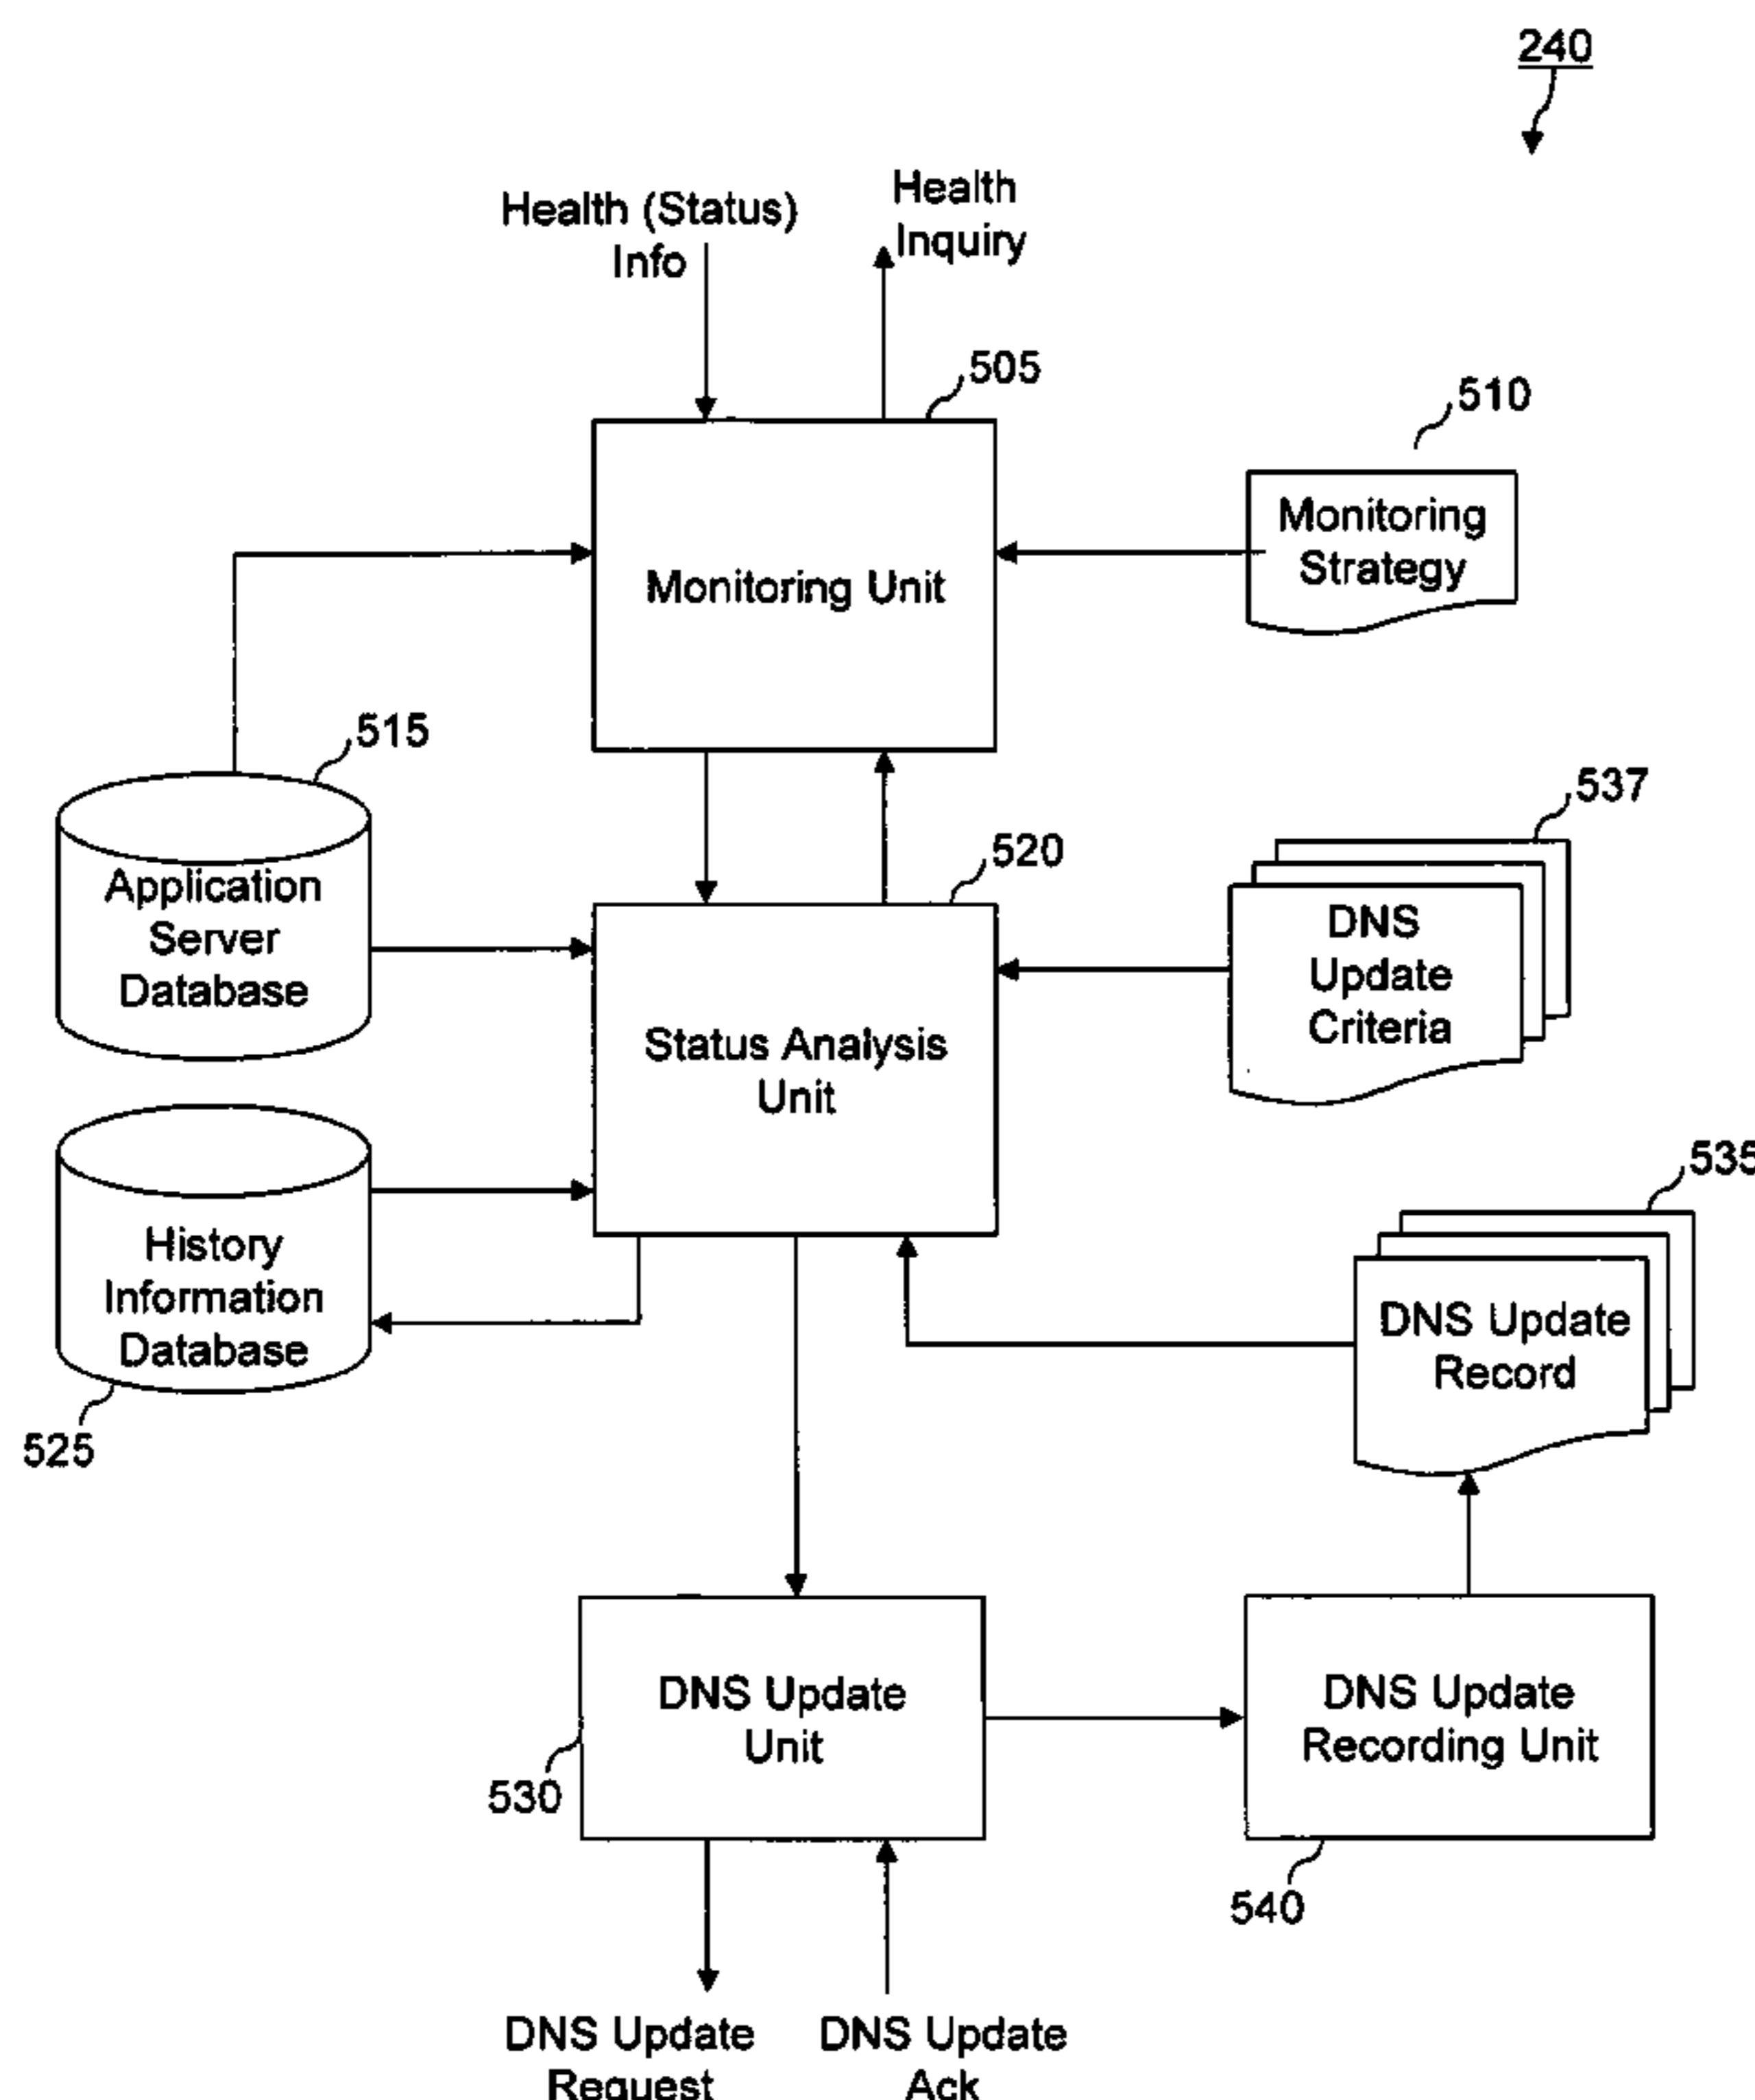 240
Health (Status)
Info
Health
Inquiry
505
510
Monitoring
Strategy
Monitoring Unit
515
537
Application
Server
Database
520
DNS
Update
Criteria
Status Analysis
Unit
535
History
Information
Database
DNS Update
Record
525
DNS Update
Unit
DNS Update
Recording Unit
530
540
DNS Update
Request
DNS Update
Ack